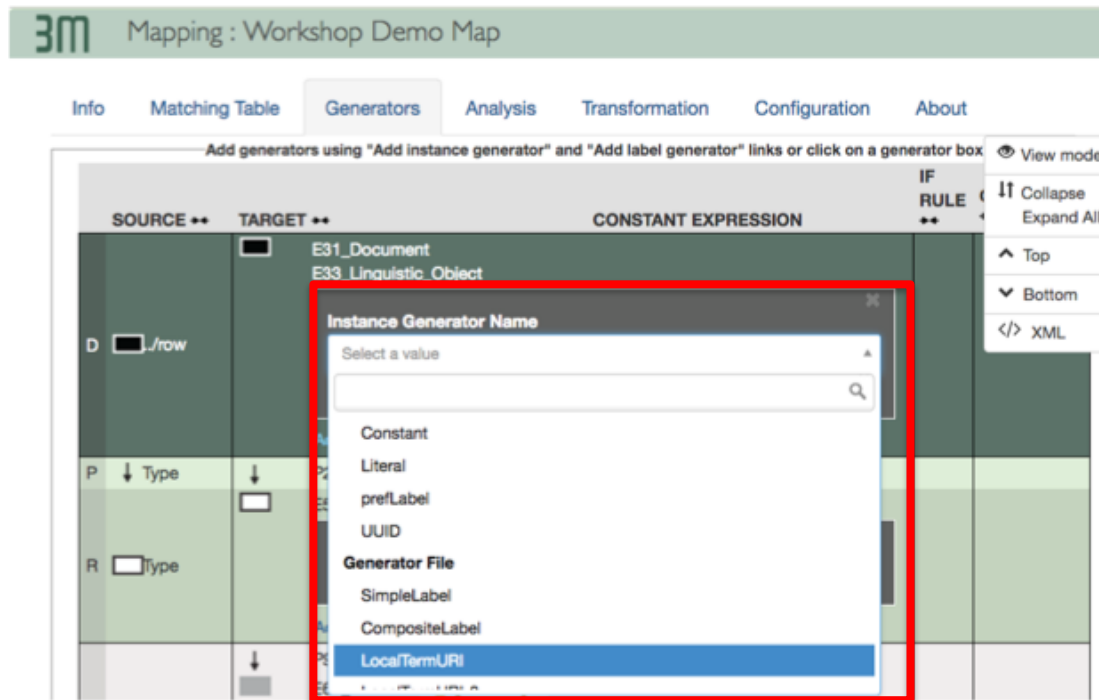 3M Mapping : Workshop Demo Map
Info Matching Table Generators Analysis Transformation Configuration About
Add generators using "Add instance generator" and "Add label generator" links or click on a generator box
View mode
Collapse
Expand All
Top
Bottom
XML
SOURCE TARGET CONSTANT EXPRESSION IF RULE
E31_Document
E33_Linguistic_Object
D ../row
Instance Generator Name
Select a value
Constant
Literal
prefLabel
UUID
Generator File
SimpleLabel
CompositeLabel
LocalTermURI
P Type
R Type